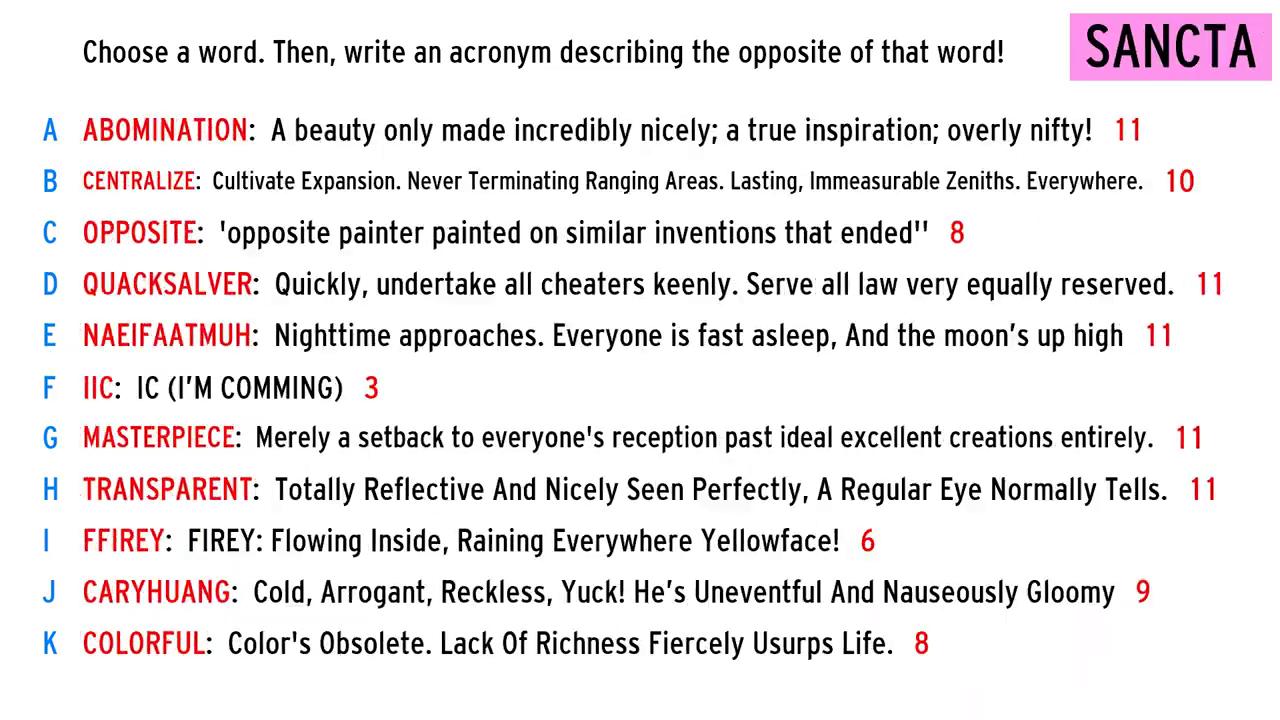 Choose a word. Then, write an acronym describing the opposite of that word!
SANCTA
A ABOMINATION: A beauty only made incredibly nicely; a true inspiration; overly nifty! 11
B CENTRALIZE: Cultivate Expansion. Never Terminating Ranging Areas. Lasting, Immeasurable Zeniths. Everywhere. 10
C OPPOSITE: 'opposite painter painted on similar inventions that ended'' 8
D QUACKSALVER: Quickly, undertake all cheaters keenly. Serve all law very equally reserved. 11
E NAEIFAATMUH: Nighttime approaches. Everyone is fast asleep, And the moon’s up high 11
F IIC: IC (I’M COMMING) 3
G MASTERPIECE: Merely a setback to everyone's reception past ideal excellent creations entirely. 11
H TRANSPARENT: Totally Reflective And Nicely Seen Perfectly, A Regular Eye Normally Tells. 11
I FFIREY: FIREY: Flowing Inside, Raining Everywhere Yellowface! 6
J CARYHUANG: Cold, Arrogant, Reckless, Yuck! He’s Uneventful And Nauseously Gloomy 9
K COLORFUL: Color's Obsolete. Lack Of Richness Fiercely Usurps Life. 8